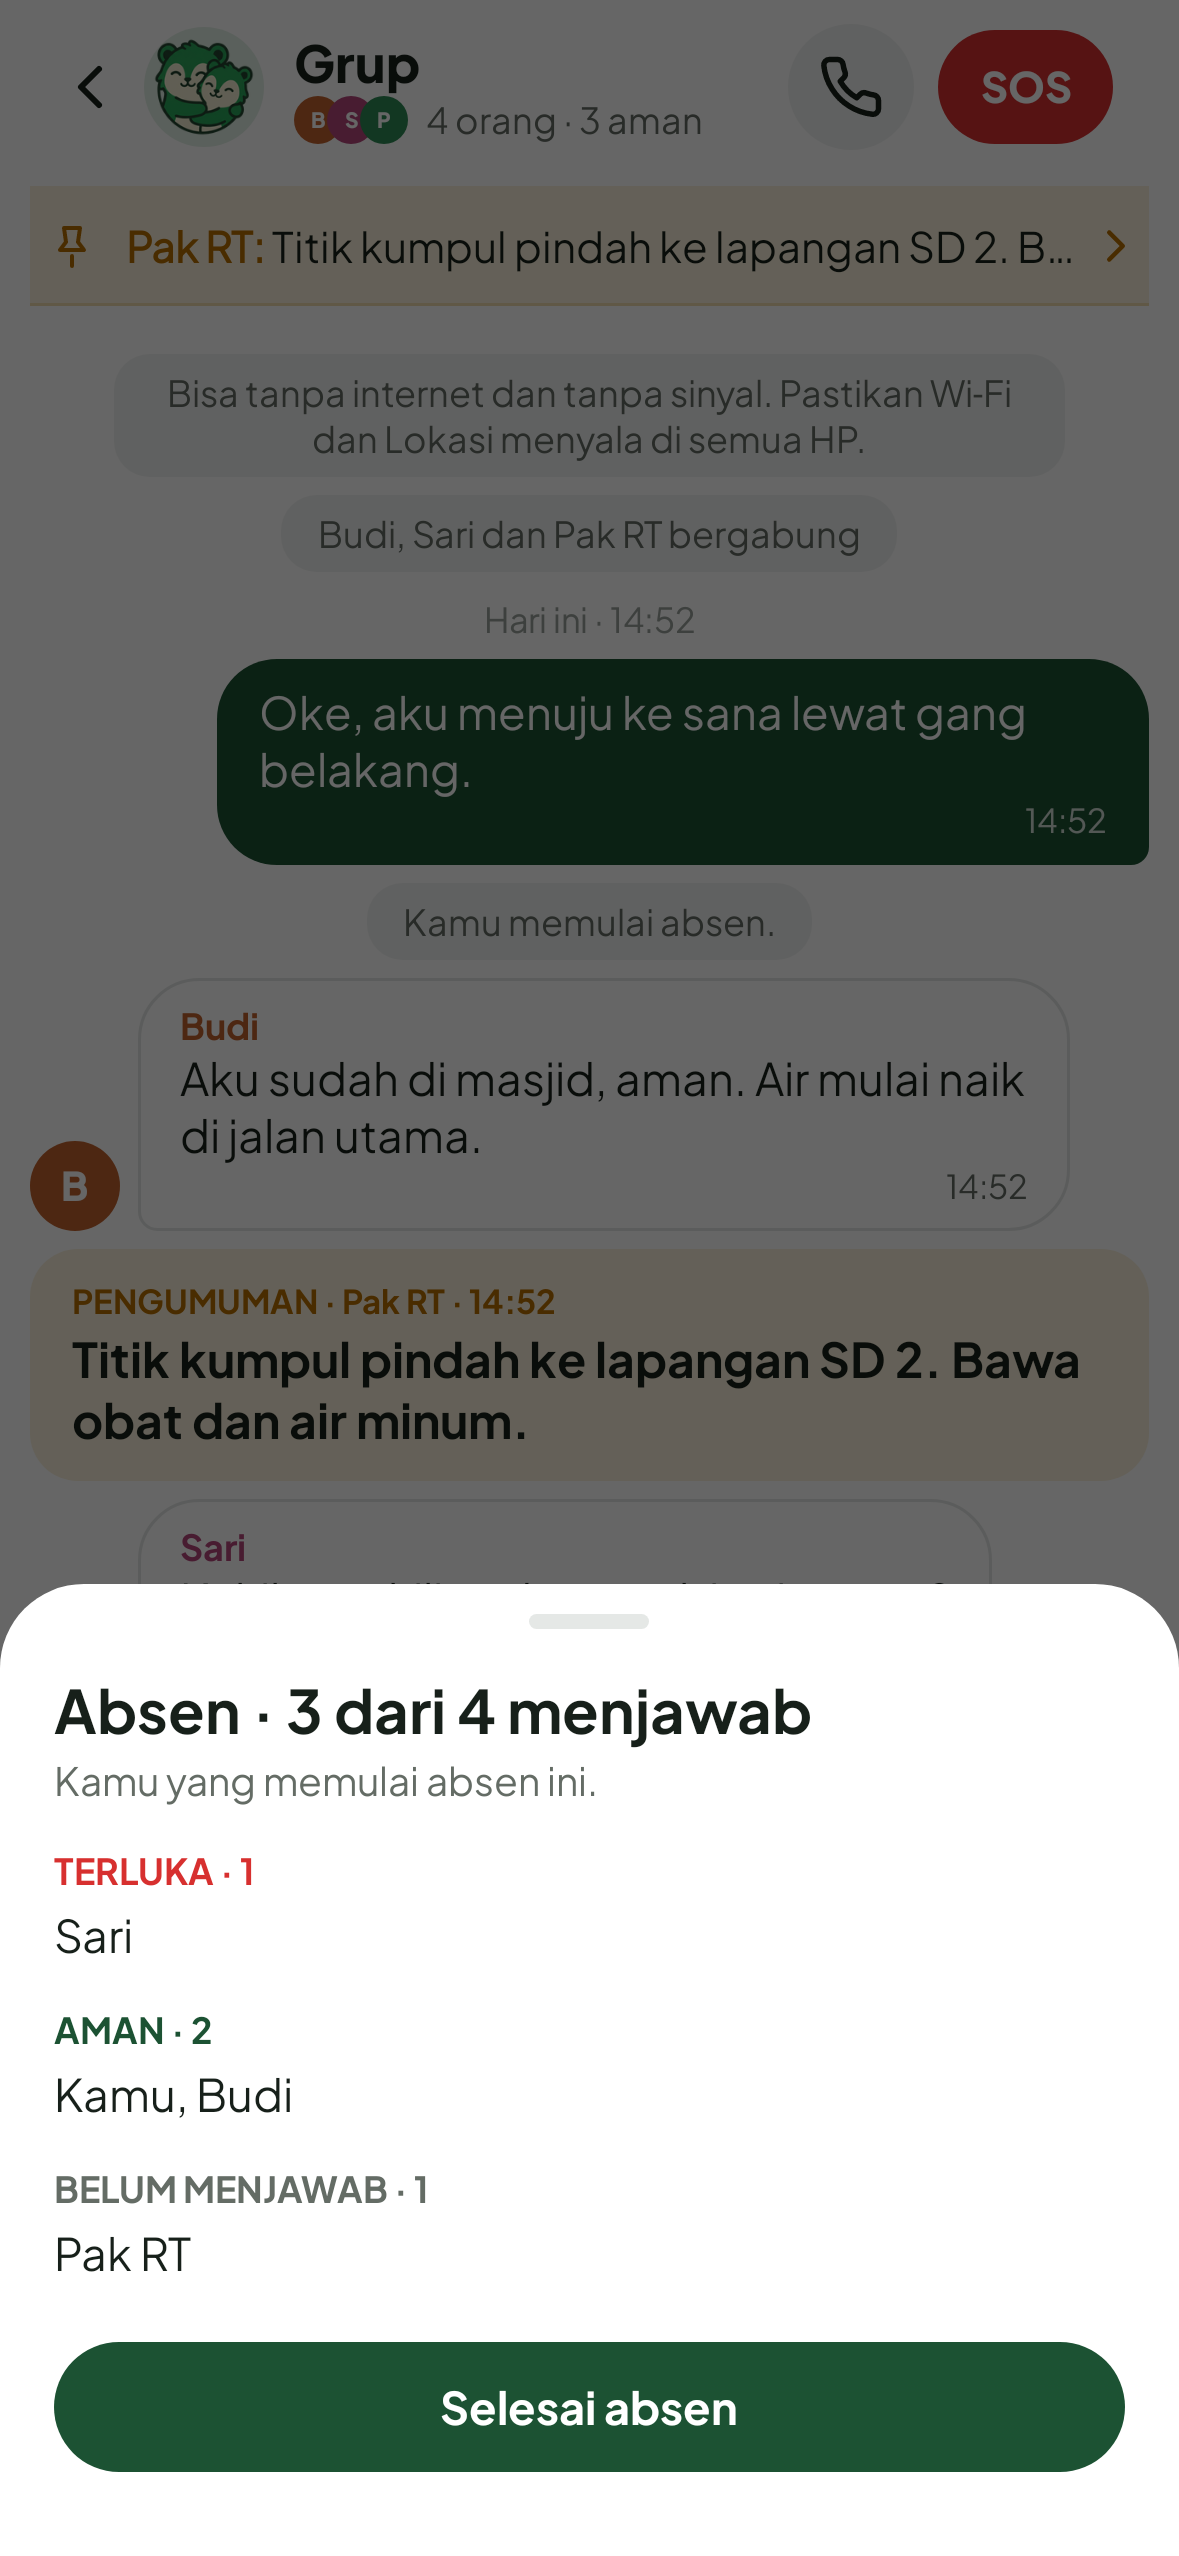 Grup
SOS
B S P 4 orang · 3 aman
Pak RT: Titik kumpul pindah ke lapangan SD 2. B...
Bisa tanpa internet dan tanpa sinyal. Pastikan Wi-Fi
dan Lokasi menyala di semua HP.
Budi, Sari dan Pak RT bergabung
Hari ini · 14:52
Oke, aku menuju ke sana lewat gang
belakang.
14:52
Kamu memulai absen.
Budi
Aku sudah di masjid, aman. Air mulai naik
di jalan utama.
14:52
B
PENGUMUMAN · Pak RT · 14:52
Titik kumpul pindah ke lapangan SD 2. Bawa
obat dan air minum.
Sari
Absen · 3 dari 4 menjawab
Kamu yang memulai absen ini.
TERLUKA · 1
Sari
AMAN · 2
Kamu, Budi
BELUM MENJAWAB · 1
Pak RT
Selesai absen